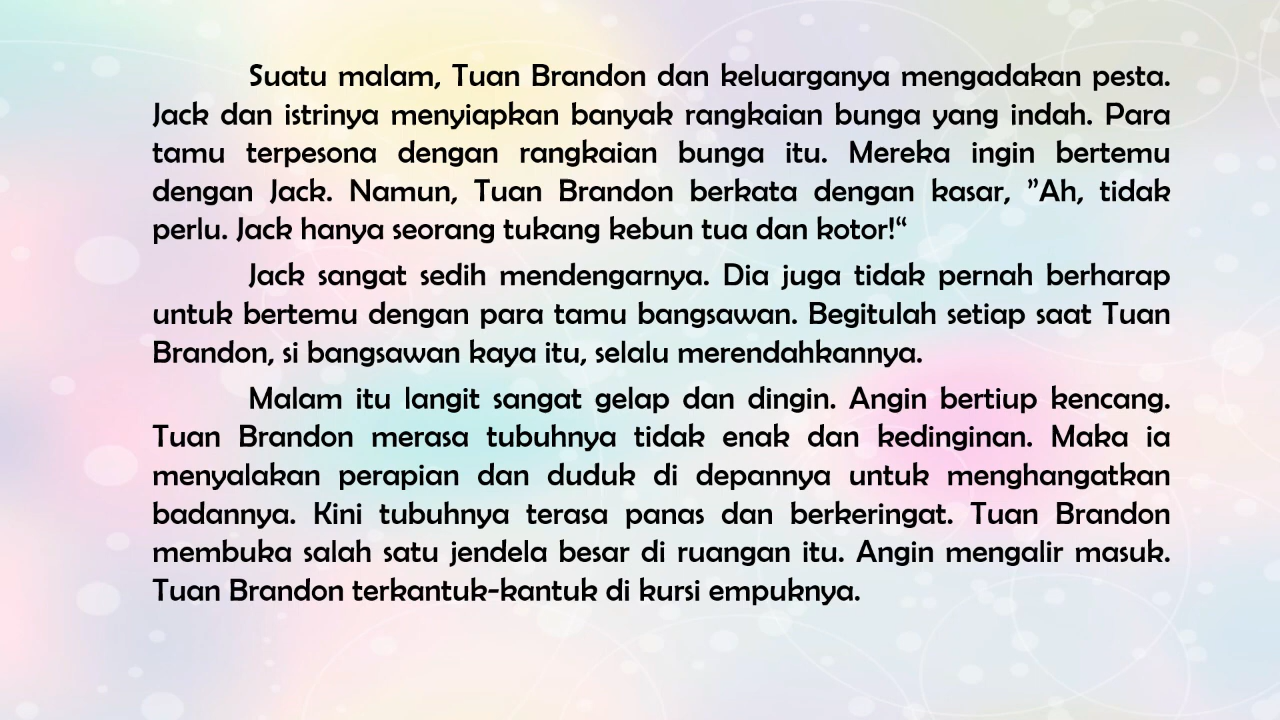 Suatu malam, Tuan Brandon dan keluarganya mengadakan pesta.
Jack dan istrinya menyiapkan banyak rangkaian bunga yang indah. Para
tamu terpesona dengan rangkaian bunga itu. Mereka ingin bertemu
dengan Jack. Namun, Tuan Brandon berkata dengan kasar, ”Ah, tidak
perlu. Jack hanya seorang tukang kebun tua dan kotor!“
Jack sangat sedih mendengarnya. Dia juga tidak pernah berharap
untuk bertemu dengan para tamu bangsawan. Begitulah setiap saat Tuan
Brandon, si bangsawan kaya itu, selalu merendahkannya.
Malam itu langit sangat gelap dan dingin. Angin bertiup kencang.
Tuan Brandon merasa tubuhnya tidak enak dan kedinginan. Maka ia
menyalakan perapian dan duduk di depannya untuk menghangatkan
badannya. Kini tubuhnya terasa panas dan berkeringat. Tuan Brandon
membuka salah satu jendela besar di ruangan itu. Angin mengalir masuk.
Tuan Brandon terkantuk-kantuk di kursi empuknya.